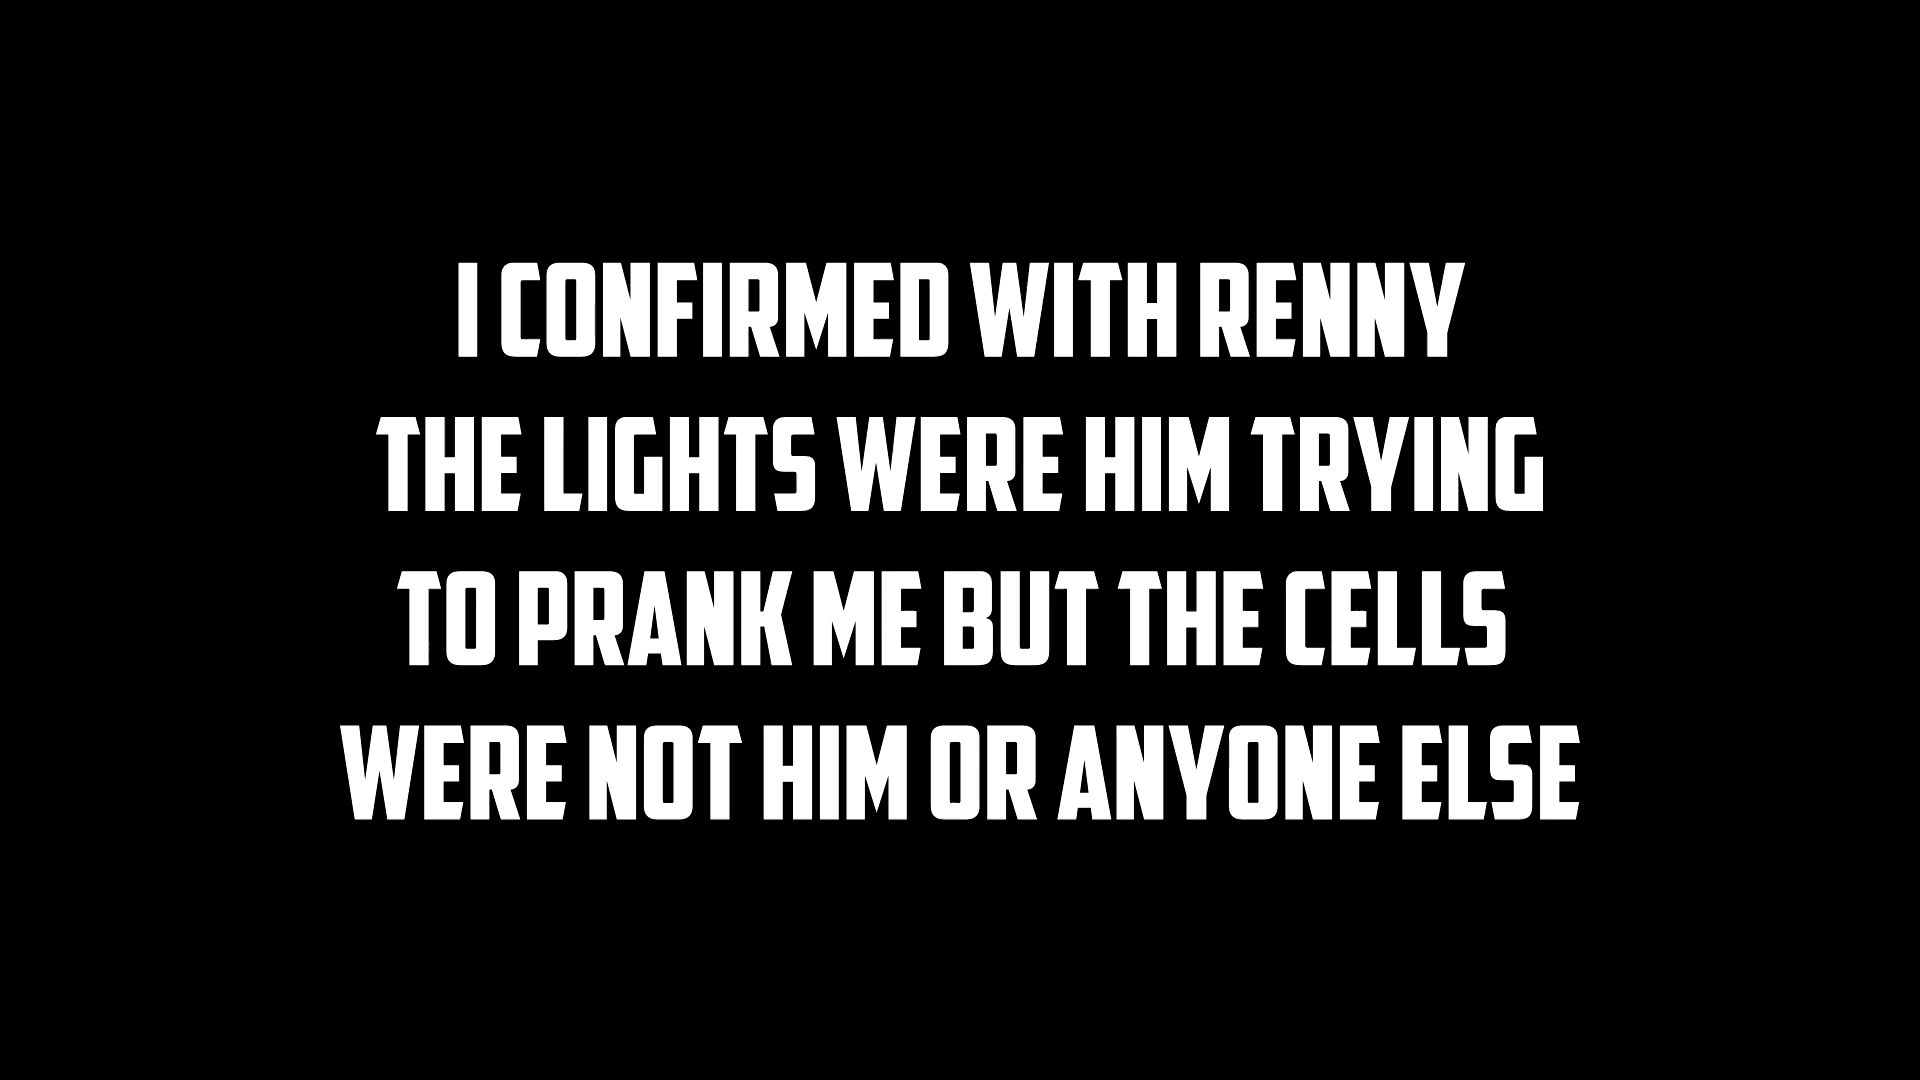 I CONFIRMED WITH RENNY
THE LIGHTS WERE HIM TRYING
TO PRANK ME BUT THE CELLS
WERE NOT HIM OR ANYONE ELSE